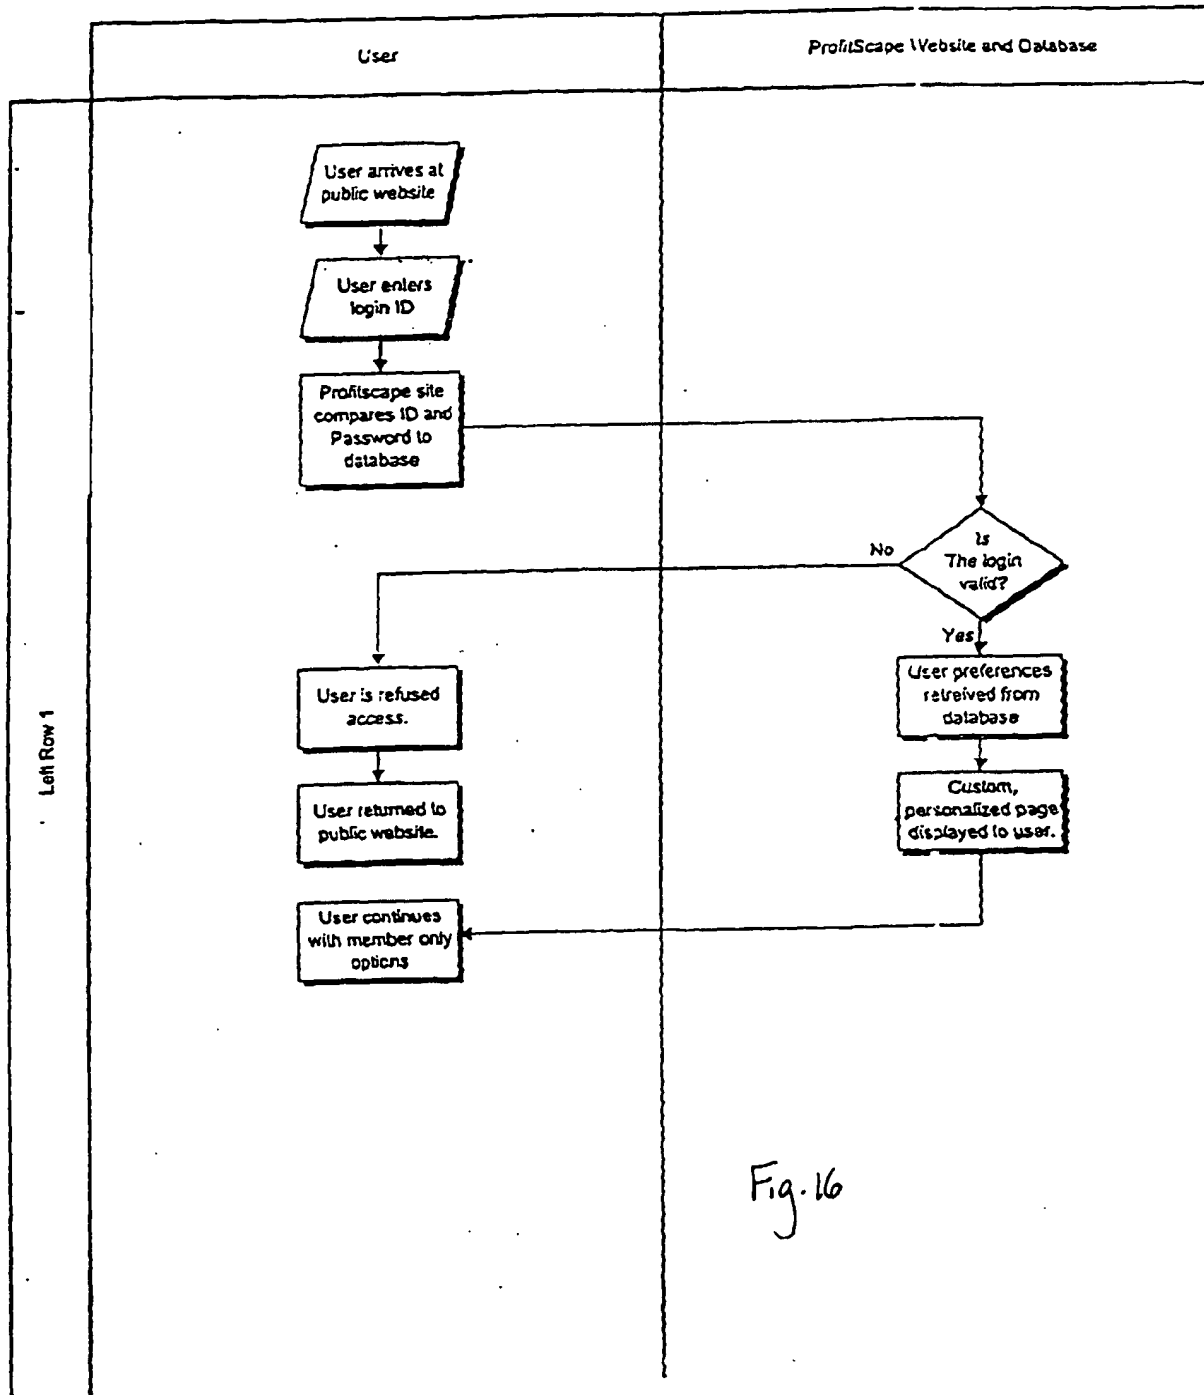 User
ProfitScape Website and Database
User arrives at
public website
User enters
login ID
Profitscape site
compares ID and
Password to
database
Is
The login
valid?
No
Yes
User preferences
retreived from
database
User is refused
access.
Custom,
personalized page
displayed to user.
User returned to
public website.
User continues
with member only
options
Left Row 1
Fig. 16